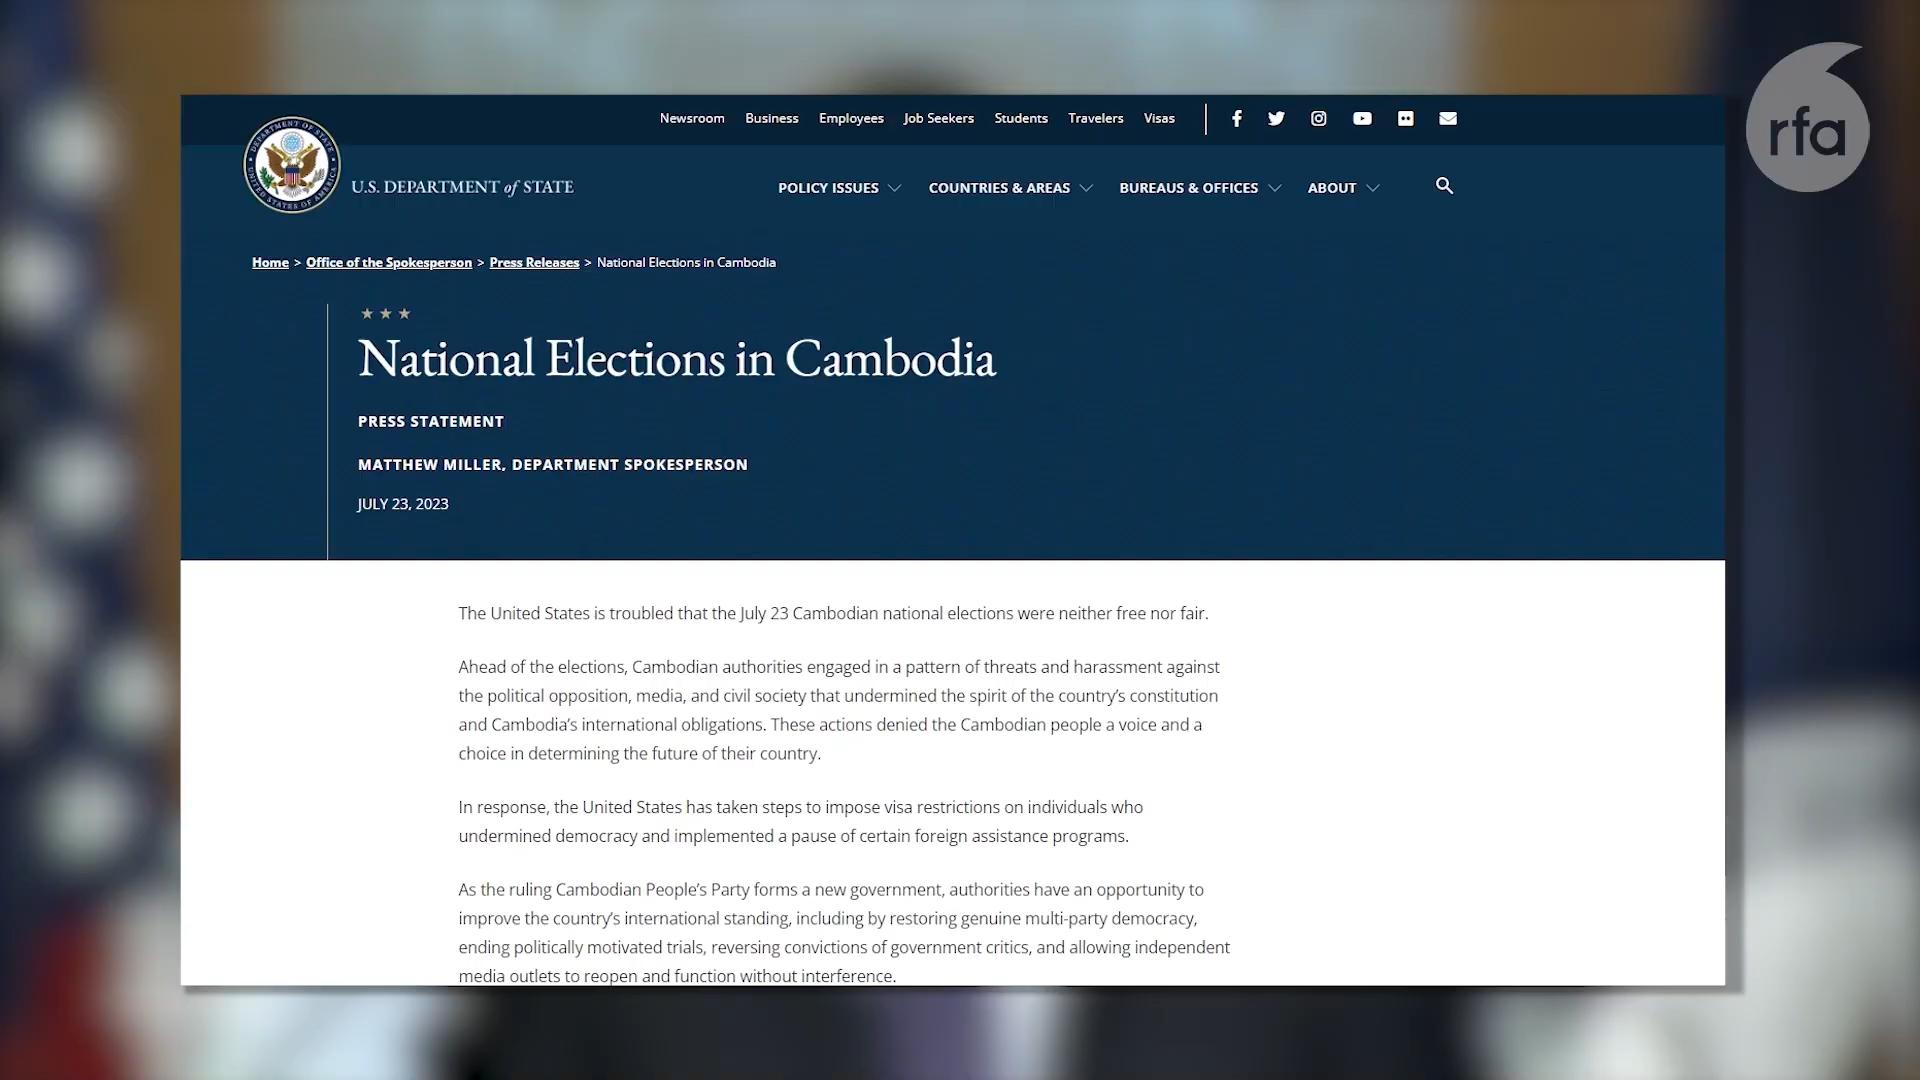 Newsroom Business Employees Job Seekers Students Travelers Visas
rfa
DEPARTMENT OF STATE
UNITED STATES OF AMERICA
U.S. DEPARTMENT of STATE
POLICY ISSUES COUNTRIES & AREAS BUREAUS & OFFICES ABOUT
Home > Office of the Spokesperson > Press Releases > National Elections in Cambodia
National Elections in Cambodia
PRESS STATEMENT
MATTHEW MILLER, DEPARTMENT SPOKESPERSON
JULY 23, 2023
The United States is troubled that the July 23 Cambodian national elections were neither free nor fair.
Ahead of the elections, Cambodian authorities engaged in a pattern of threats and harassment against
the political opposition, media, and civil society that undermined the spirit of the country’s constitution
and Cambodia’s international obligations. These actions denied the Cambodian people a voice and a
choice in determining the future of their country.
In response, the United States has taken steps to impose visa restrictions on individuals who
undermined democracy and implemented a pause of certain foreign assistance programs.
As the ruling Cambodian People’s Party forms a new government, authorities have an opportunity to
improve the country’s international standing, including by restoring genuine multi-party democracy,
ending politically motivated trials, reversing convictions of government critics, and allowing independent
media outlets to reopen and function without interference.